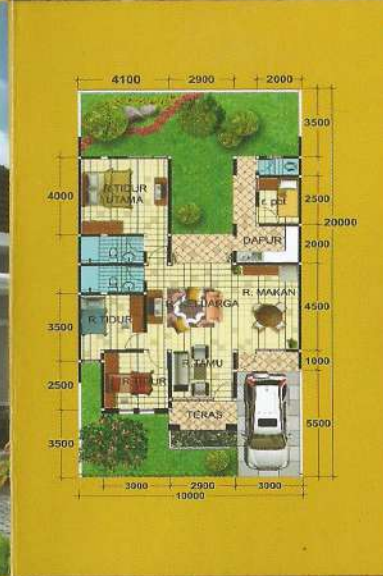 4100 2900 2000
3500
4000
R.TIDUR
UTAMA
r. pbt
2500
20000
DAPUR
2000
R. KELUARGA
R. MAKAN
4500
3500
R.TIDUR
R.TAMU
1000
2500
R.TIDUR
TERAS
5500
3500
3000 2900 3000
10000